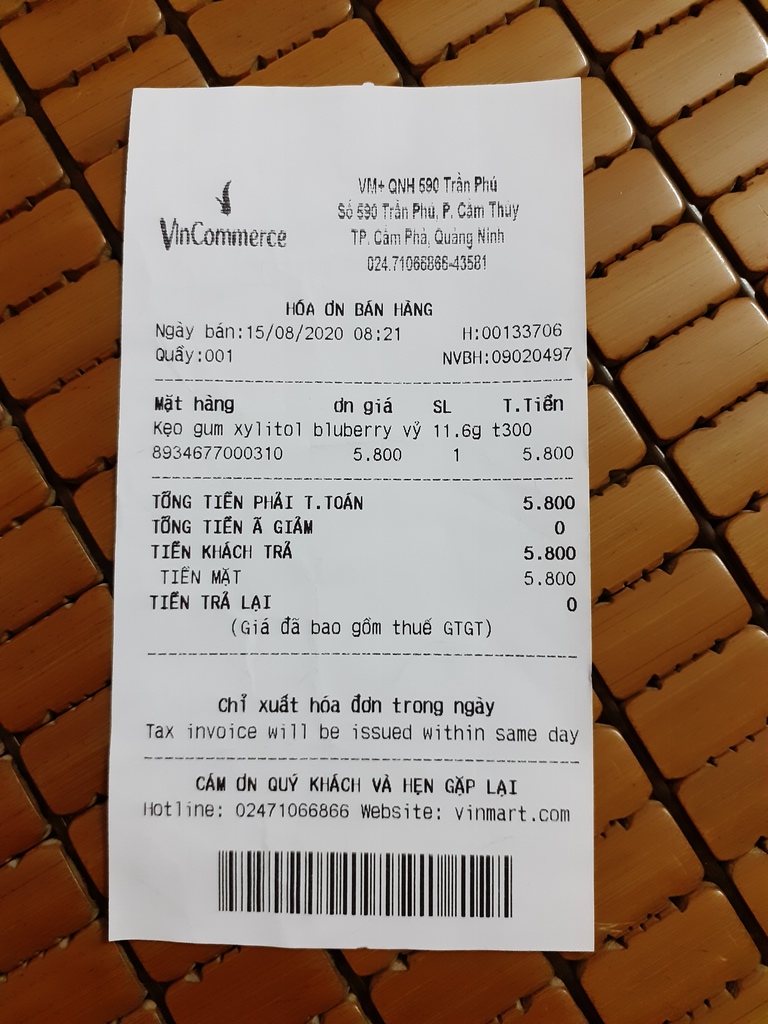 VinCommerce
VM+ QNH 590 Trần Phú
Số 590 Trần Phú, P. Cẩm Thủy
TP. Cẩm Phả, Quảng Ninh
024.71066866-43581
HÓA ƠN BÁN HÀNG
Ngày bán:15/08/2020 08:21 H:00133706
Quầy:001 NVBH:09020497
Mặt hàng ơn giá SL T.Tiền
Kẹo gum xylitol bluberry vỷ 11.6g t300
8934677000310 5.800 1 5.800
TỔNG TIỀN PHẢI T.TOÁN 5.800
TỔNG TIỀN Ã GIẢM 0
TIỀN KHÁCH TRẢ 5.800
TIỀN MẶT 5.800
TIỀN TRẢ LẠI 0
(Giá đã bao gồm thuế GTGT)
Chỉ xuất hóa đơn trong ngày
Tax invoice will be issued within same day
CẢM ƠN QUÝ KHÁCH VÀ HẸN GẶP LẠI
Hotline: 02471066866 Website: vinmart.com